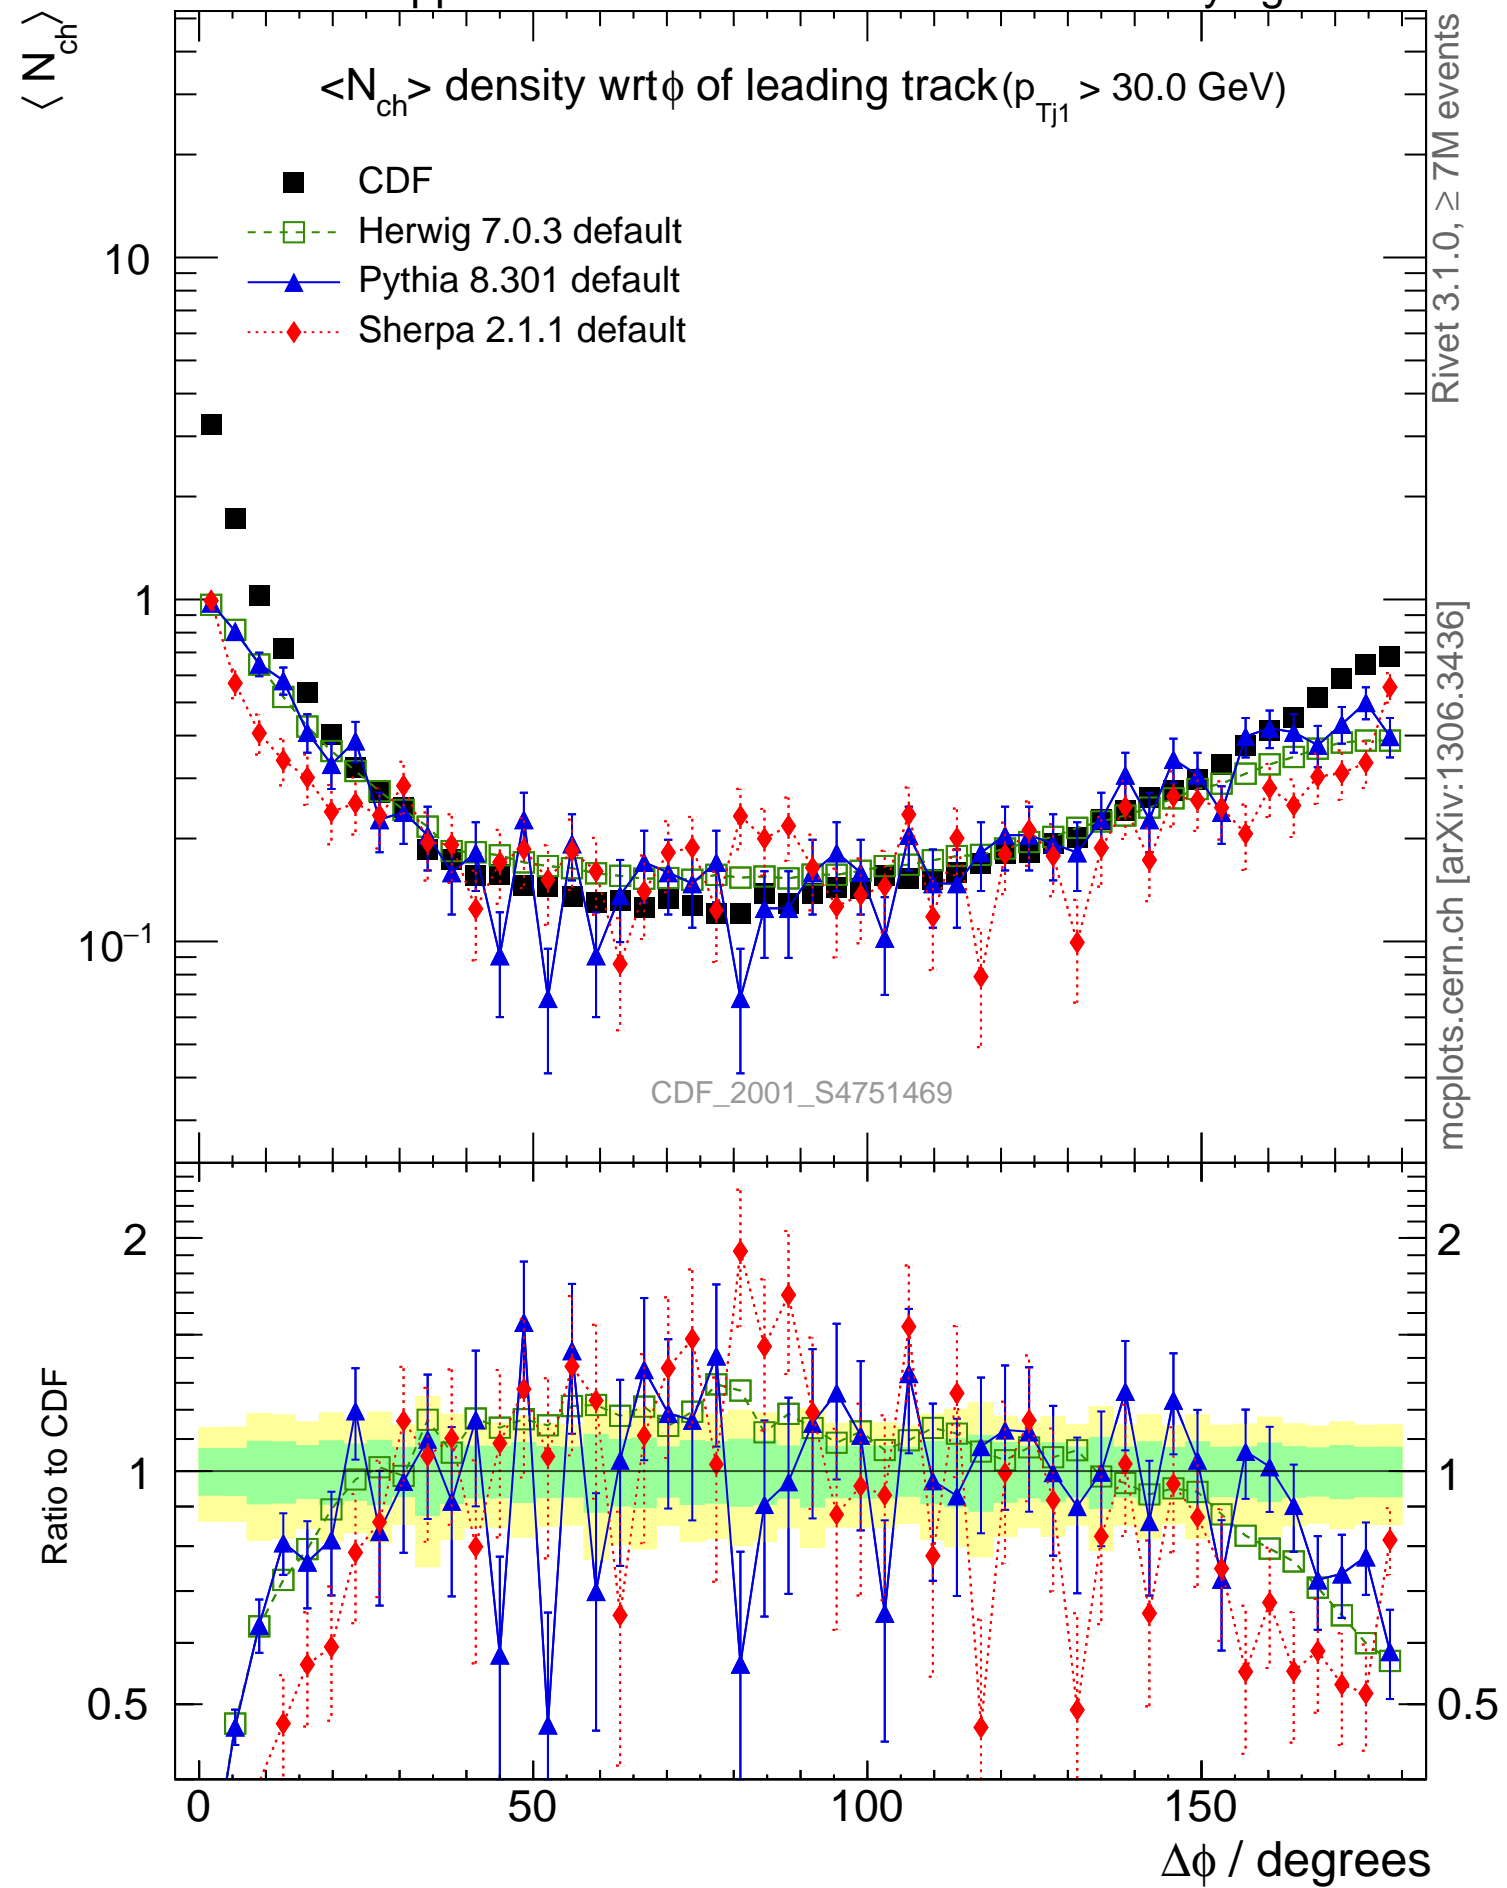 ⟨ N_ch ⟩
<N_ch> density wrt ϕ of leading track (p_Tj1 > 30.0 GeV)
CDF
Herwig 7.0.3 default
Pythia 8.301 default
Sherpa 2.1.1 default
10
1
10⁻¹
CDF_2001_S4751469
Rivet 3.1.0, ≥ 7M events
mcplots.cern.ch [arXiv:1306.3436]
Ratio to CDF
2
1
0.5
2
1
0.5
0 50 100 150
Δϕ / degrees